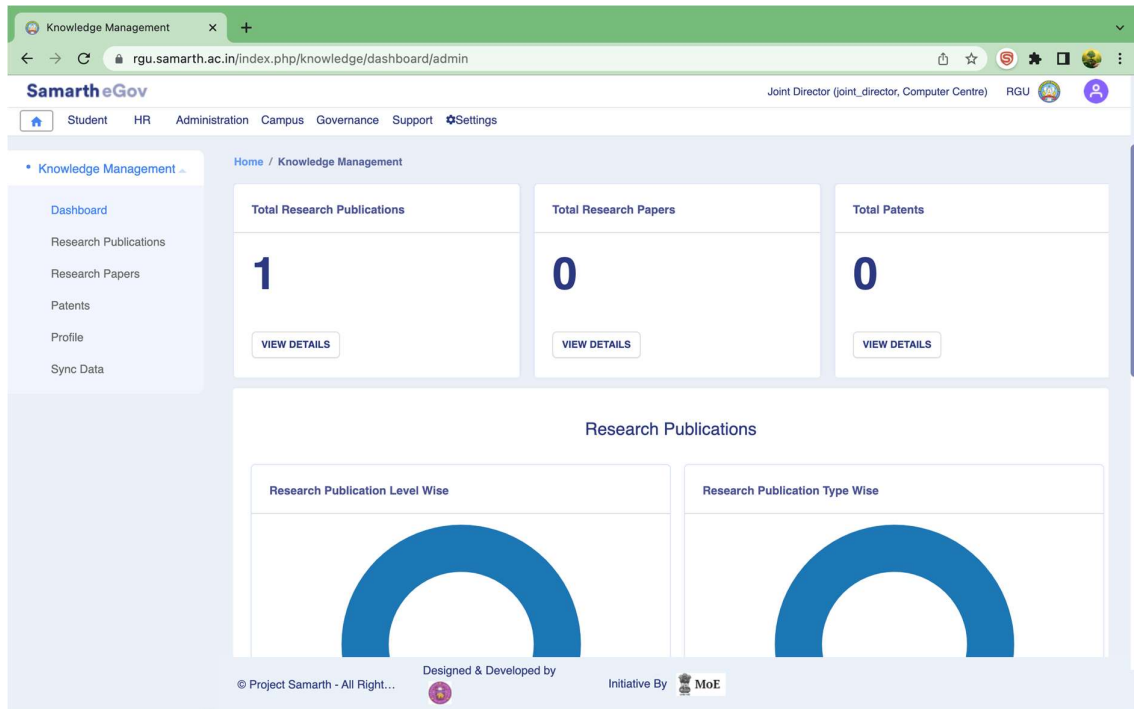 Knowledge Management
rgu.samarth.ac.in/index.php/knowledge/dashboard/admin
Samarth eGov
Joint Director (joint_director, Computer Centre) RGU
Student HR Administration Campus Governance Support Settings
Knowledge Management
Dashboard
Research Publications
Research Papers
Patents
Profile
Sync Data
Home / Knowledge Management
Total Research Publications
1
VIEW DETAILS
Total Research Papers
0
VIEW DETAILS
Total Patents
0
VIEW DETAILS
Research Publications
Research Publication Level Wise
Research Publication Type Wise
© Project Samarth - All Right...
Designed & Developed by
Initiative By MoE